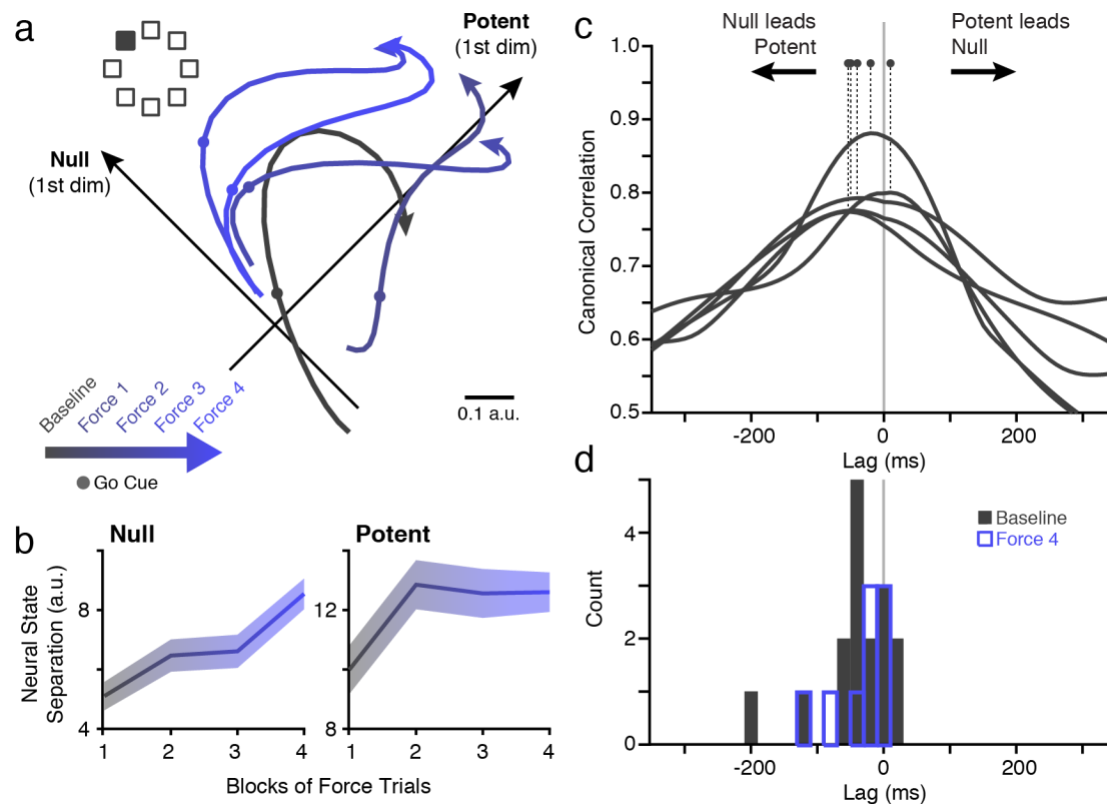 a
Null
(1st dim)
Potent
(1st dim)
Baseline
Force 1
Force 2
Force 3
Force 4
Go Cue
0.1 a.u.
b
Null
Potent
Neural State
Separation (a.u.)
8
4
12
8
1 2 3 4
1 2 3 4
Blocks of Force Trials
c
Null leads
Potent
Potent leads
Null
Canonical Correlation
1.0
0.9
0.8
0.7
0.6
0.5
-200 0 200
Lag (ms)
d
Baseline
Force 4
Count
4
2
0
-200 0 200
Lag (ms)